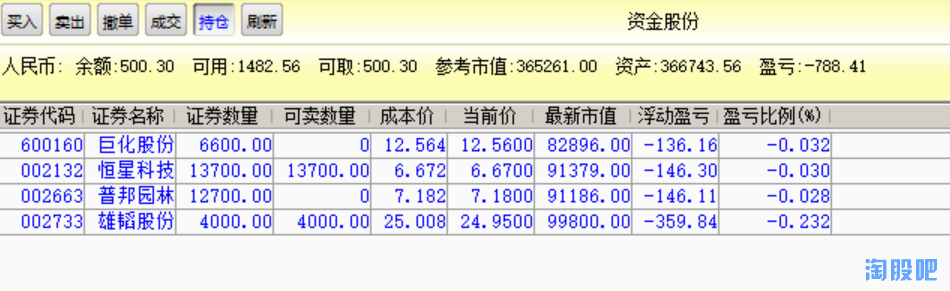 买入 卖出 撤单 成交 持仓 刷新 资金股份
人民币: 余额:500.30 可用:1482.56 可取:500.30 参考市值:365261.00 资产:366743.56 盈亏:-788.41
证券代码 证券名称 证券数量 可卖数量 成本价 当前价 最新市值 浮动盈亏 盈亏比例(%)
600160 巨化股份 6600.00 0 12.564 12.5600 82896.00 -136.16 -0.032
002132 恒星科技 13700.00 13700.00 6.672 6.6700 91379.00 -146.30 -0.030
002663 普邦园林 12700.00 0 7.182 7.1800 91186.00 -146.11 -0.028
002733 雄韬股份 4000.00 4000.00 25.008 24.9500 99800.00 -359.84 -0.232
淘股吧